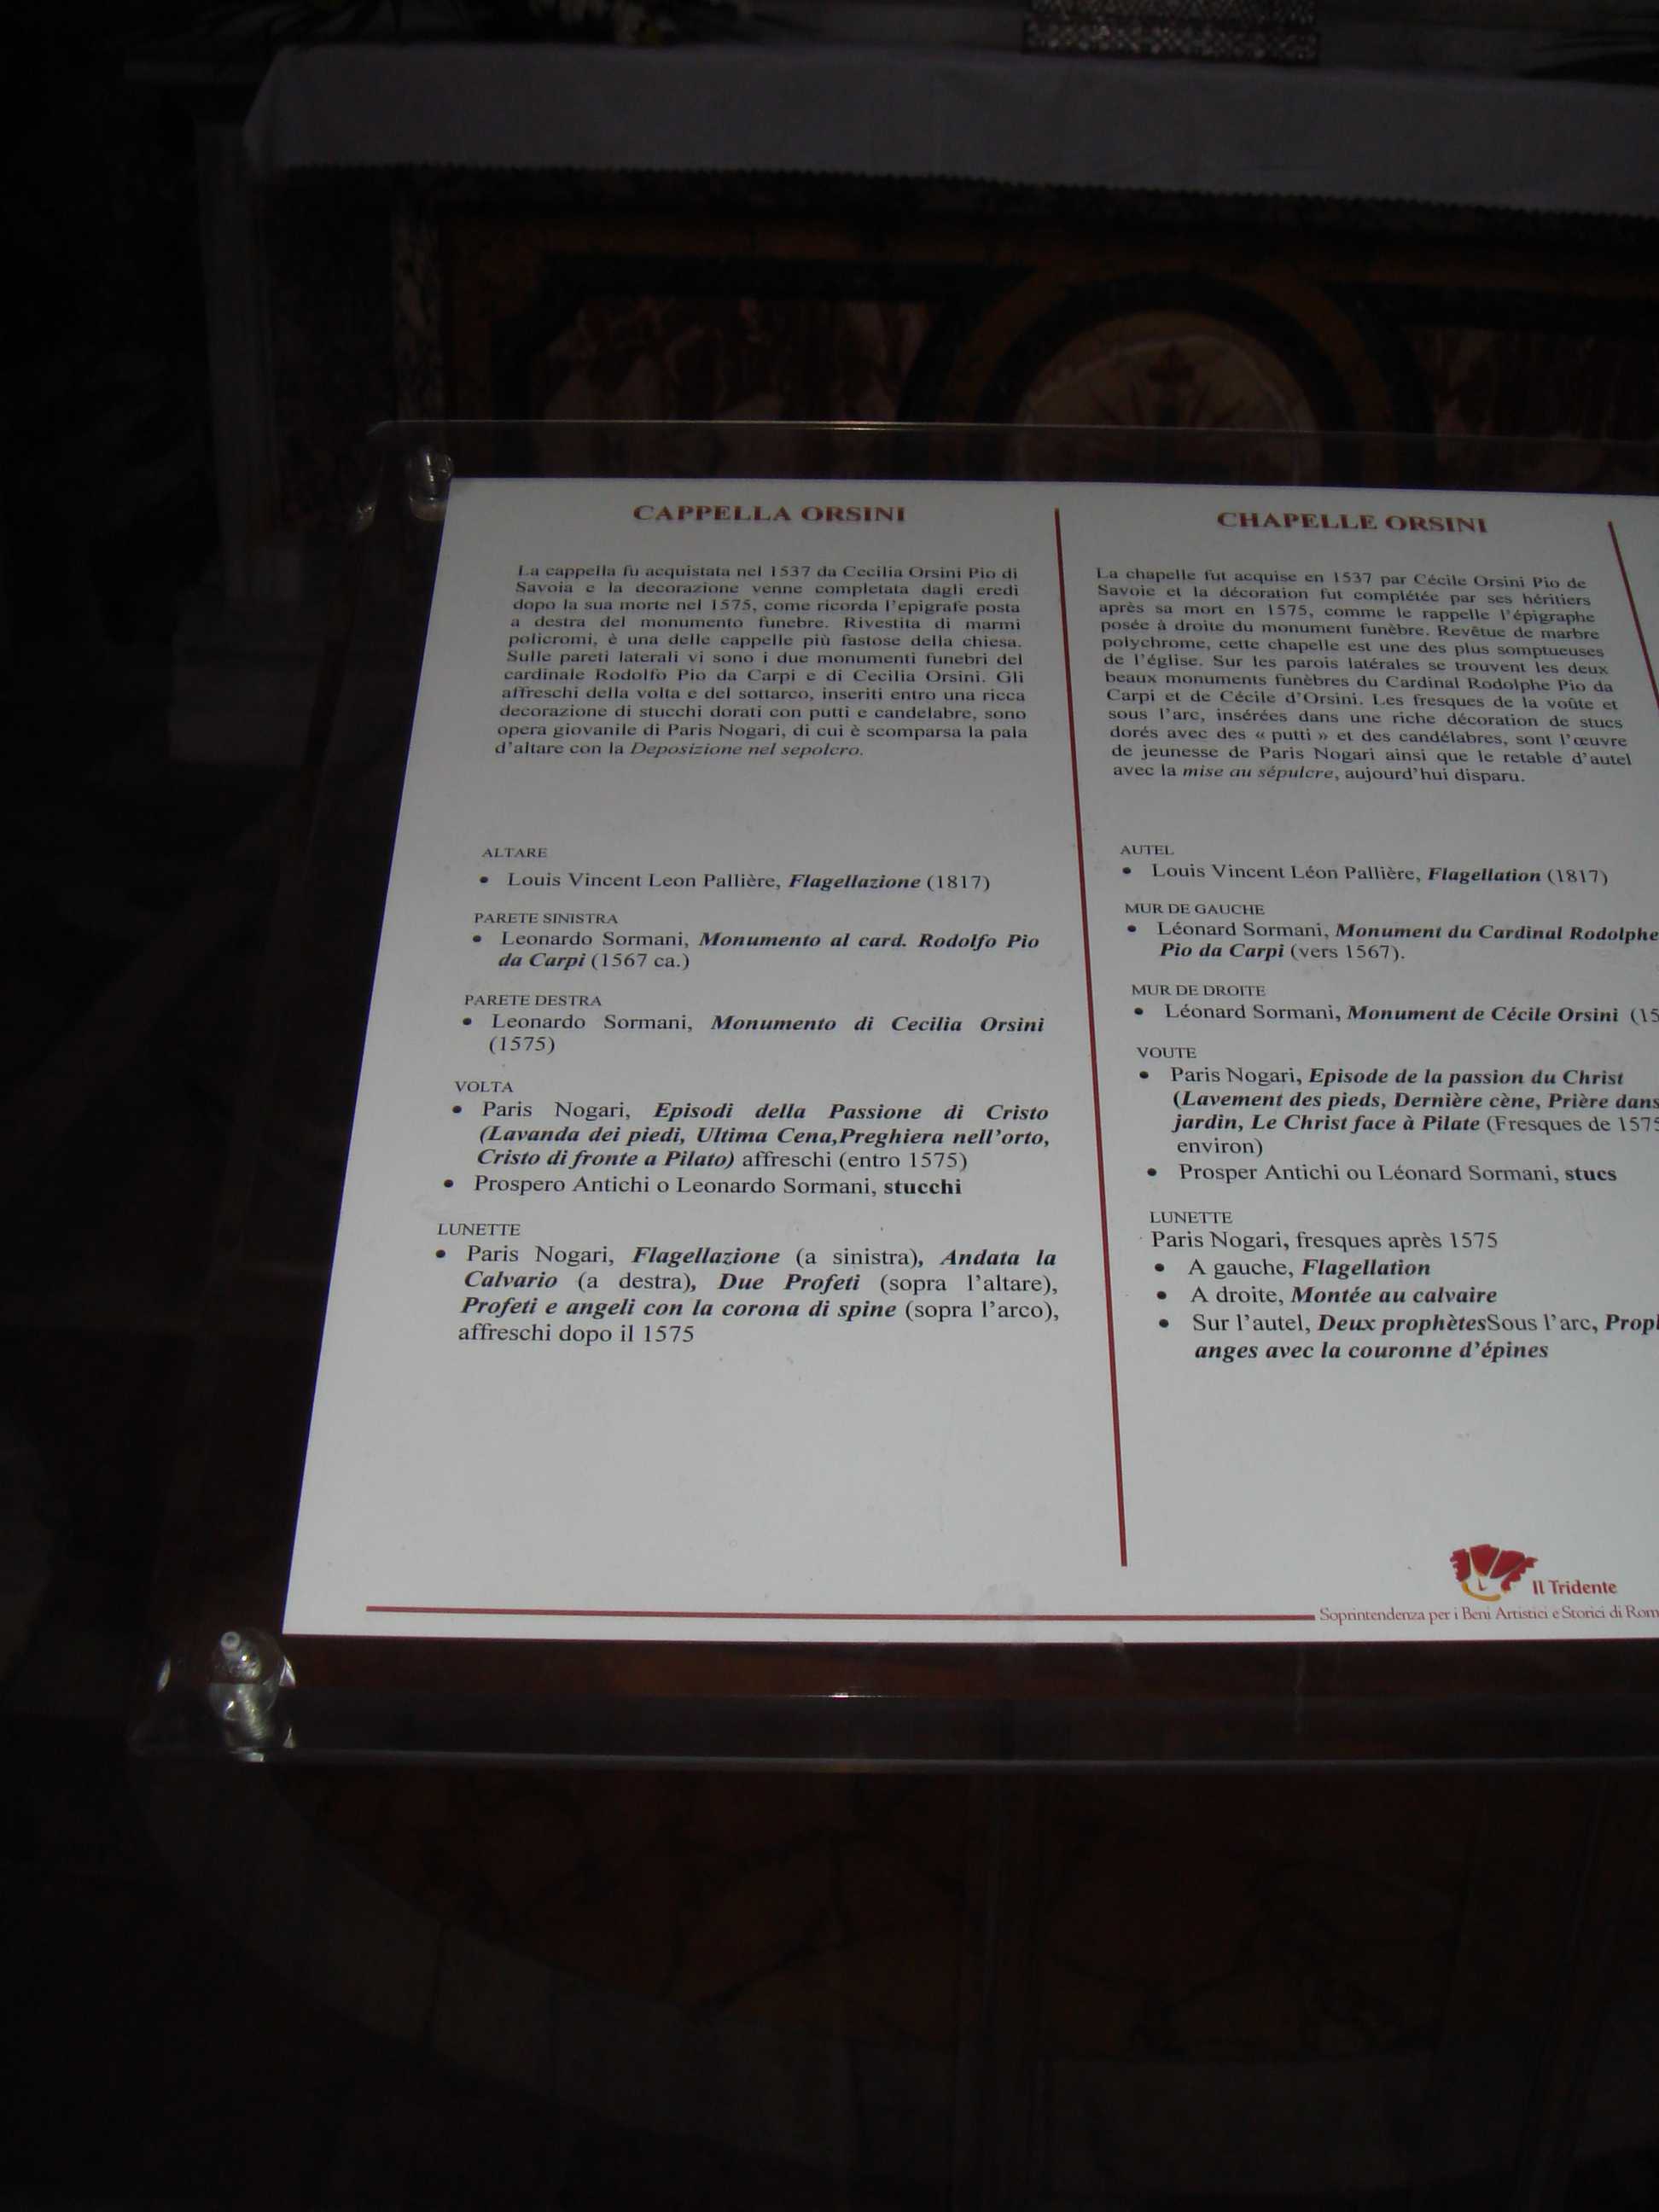 CAPPELLA ORSINI
La cappella fu acquistata nel 1537 da Cecilia Orsini Pio di
Savoia e la decorazione venne completata dagli eredi
dopo la sua morte nel 1575, come ricorda l'epigrafe posta
a destra del monumento funebre. Rivestita di marmi
policromi, è una delle cappelle più fastose della chiesa.
Sulle pareti laterali vi sono i due monumenti funebri del
cardinale Rodolfo Pio da Carpi e di Cecilia Orsini. Gli
affreschi della volta e del sottarco, inseriti entro una ricca
decorazione di stucchi dorati con putti e candelabre, sono
opera giovanile di Paris Nogari, di cui è scomparsa la pala
d'altare con la Deposizione nel sepolcro.
ALTARE
• Louis Vincent Leon Pallière, Flagellazione (1817)
PARETE SINISTRA
• Leonardo Sormani, Monumento al card. Rodolfo Pio
da Carpi (1567 ca.)
PARETE DESTRA
• Leonardo Sormani, Monumento di Cecilia Orsini
(1575)
VOLTA
• Paris Nogari, Episodi della Passione di Cristo
(Lavanda dei piedi, Ultima Cena,Preghiera nell'orto,
Cristo di fronte a Pilato) affreschi (entro 1575)
• Prospero Antichi o Leonardo Sormani, stucchi
LUNETTE
• Paris Nogari, Flagellazione (a sinistra), Andata la
Calvario (a destra), Due Profeti (sopra l'altare),
Profeti e angeli con la corona di spine (sopra l'arco),
affreschi dopo il 1575
CHAPELLE ORSINI
La chapelle fut acquise en 1537 par Cécile Orsini Pio de
Savoie et la décoration fut complétée par ses héritiers
après sa mort en 1575, comme le rappelle l'épigraphe
posée à droite du monument funèbre. Revêtue de marbre
polychrome, cette chapelle est une des plus somptueuses
de l'église. Sur les parois latérales se trouvent les deux
beaux monuments funèbres du Cardinal Rodolphe Pio da
Carpi et de Cécile d'Orsini. Les fresques de la voûte et
sous l'arc, insérées dans une riche décoration de stucs
dorés avec des « putti » et des candélabres, sont l'œuvre
de jeunesse de Paris Nogari ainsi que le retable d'autel
avec la mise au sépulcre, aujourd'hui disparu.
AUTEL
• Louis Vincent Léon Pallière, Flagellation (1817)
MUR DE GAUCHE
• Léonard Sormani, Monument du Cardinal Rodolphe
Pio da Carpi (vers 1567).
MUR DE DROITE
• Léonard Sormani, Monument de Cécile Orsini (15
VOUTE
• Paris Nogari, Episode de la passion du Christ
(Lavement des pieds, Dernière cène, Prière dans
jardin, Le Christ face à Pilate (Fresques de 1575
environ)
• Prosper Antichi ou Léonard Sormani, stucs
LUNETTE
Paris Nogari, fresques après 1575
• A gauche, Flagellation
• A droite, Montée au calvaire
• Sur l'autel, Deux prophètesSous l'arc, Prop
anges avec la couronne d'épines
Il Tridente
Soprintendenza per i Beni Artistici e Storici di Rom